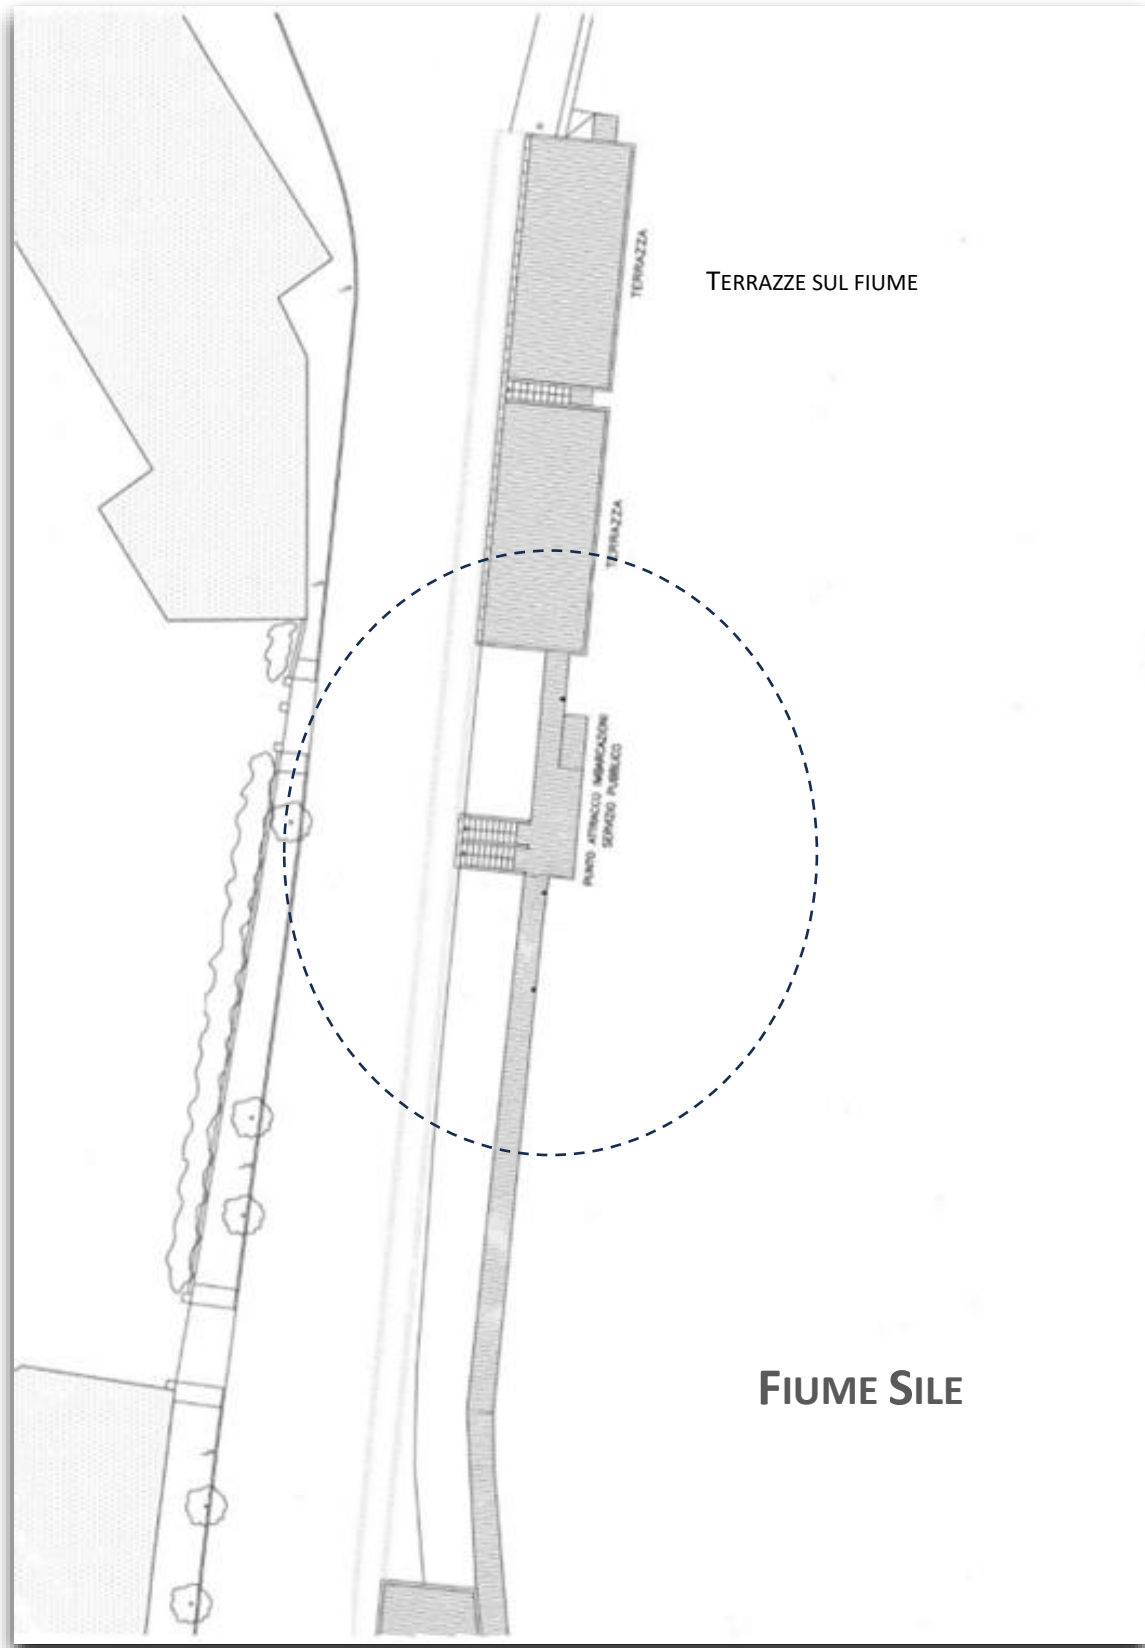 TERRAZZA
TERRAZZE SUL FIUME
TERRAZZA
PUNTO ATTRACCO IMBARCAZIONI
SERVIZIO PUBBLICO
FIUME SILE